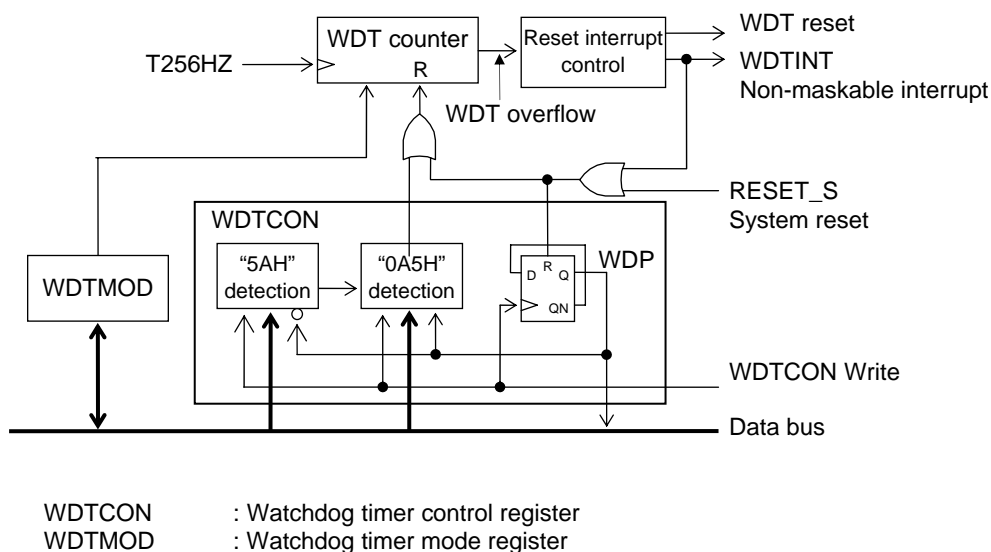 WDT counter
R
T256HZ
Reset interrupt
control
WDT reset
WDTINT
Non-maskable interrupt
WDT overflow
RESET_S
System reset
WDTCON
WDTMOD
“5AH”
detection
“0A5H”
detection
WDP
D
R
Q
QN
WDTCON Write
Data bus
WDTCON : Watchdog timer control register
WDTMOD : Watchdog timer mode register